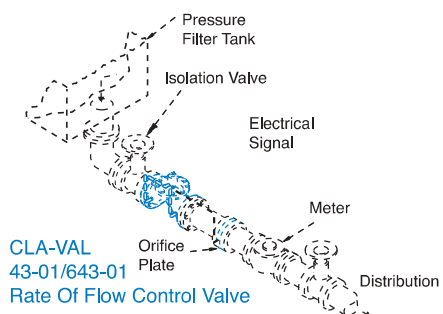 Pressure
Filter Tank
Isolation Valve
Electrical
Signal
Meter
Orifice
Plate
Distribution
CLA-VAL
43-01/643-01
Rate Of Flow Control Valve